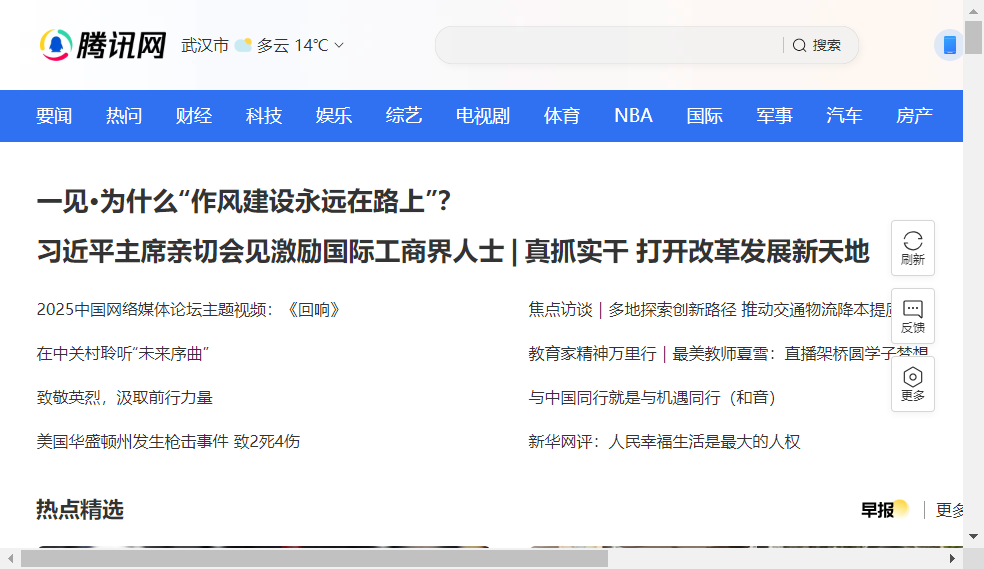 腾讯网 武汉市 多云 14℃ 搜索
要闻 热问 财经 科技 娱乐 综艺 电视剧 体育 NBA 国际 军事 汽车 房产
一见•为什么“作风建设永远在路上”？
习近平主席亲切会见激励国际工商界人士 | 真抓实干 打开改革发展新天地
刷新
2025中国网络媒体论坛主题视频：《回响》
焦点访谈｜多地探索创新路径 推动交通物流降本提质
反馈
在中关村聆听“未来序曲”
教育家精神万里行｜最美教师夏雪：直播架桥圆学子梦想
更多
致敬英烈，汲取前行力量
与中国同行就是与机遇同行（和音）
美国华盛顿州发生枪击事件 致2死4伤
新华网评：人民幸福生活是最大的人权
热点精选
早报 更多